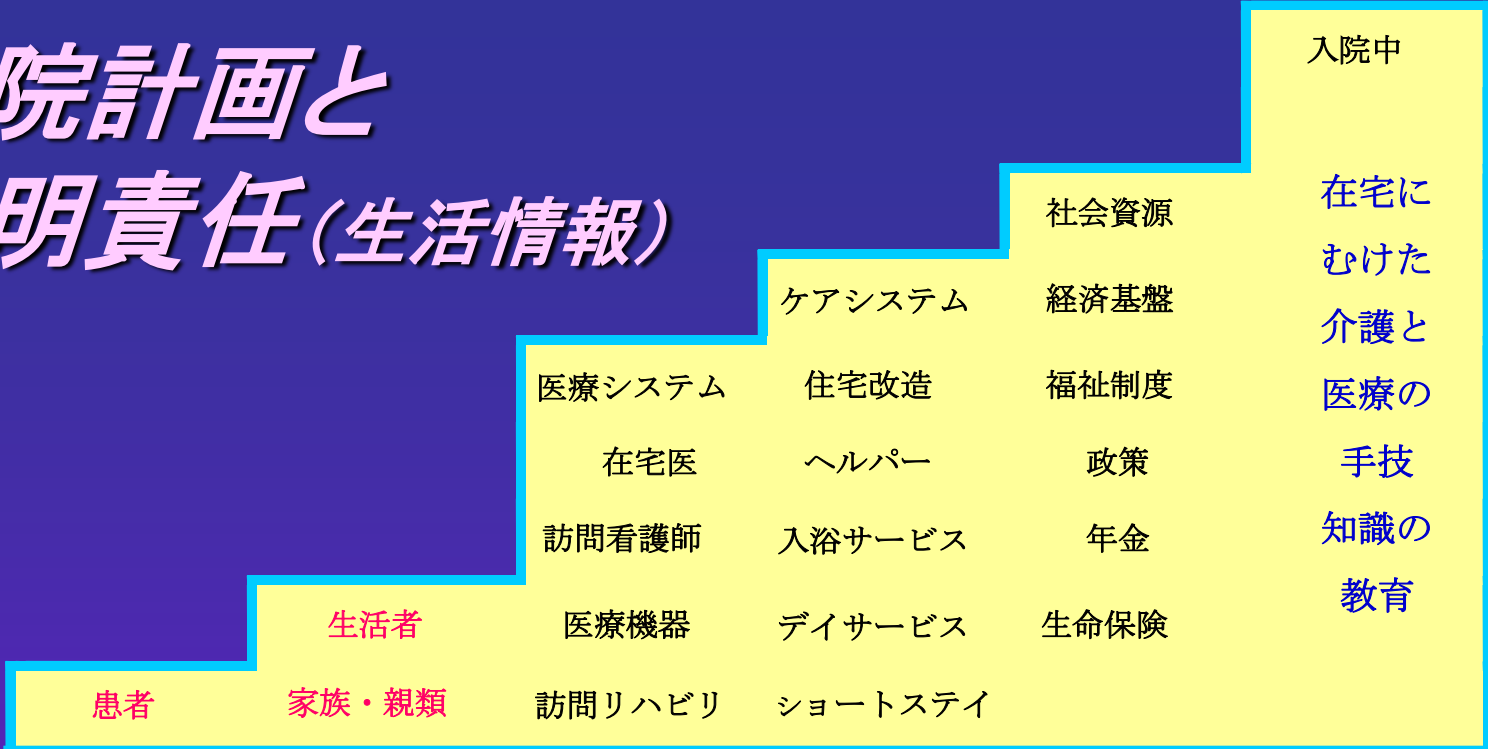 院計画と
明責任（生活情報）
患者
生活者
家族・親類
医療システム
在宅医
訪問看護師
医療機器
訪問リハビリ
ケアシステム
住宅改造
ヘルパー
入浴サービス
デイサービス
ショートステイ
社会資源
経済基盤
福祉制度
政策
年金
生命保険
入院中
在宅に
むけた
介護と
医療の
手技
知識の
教育